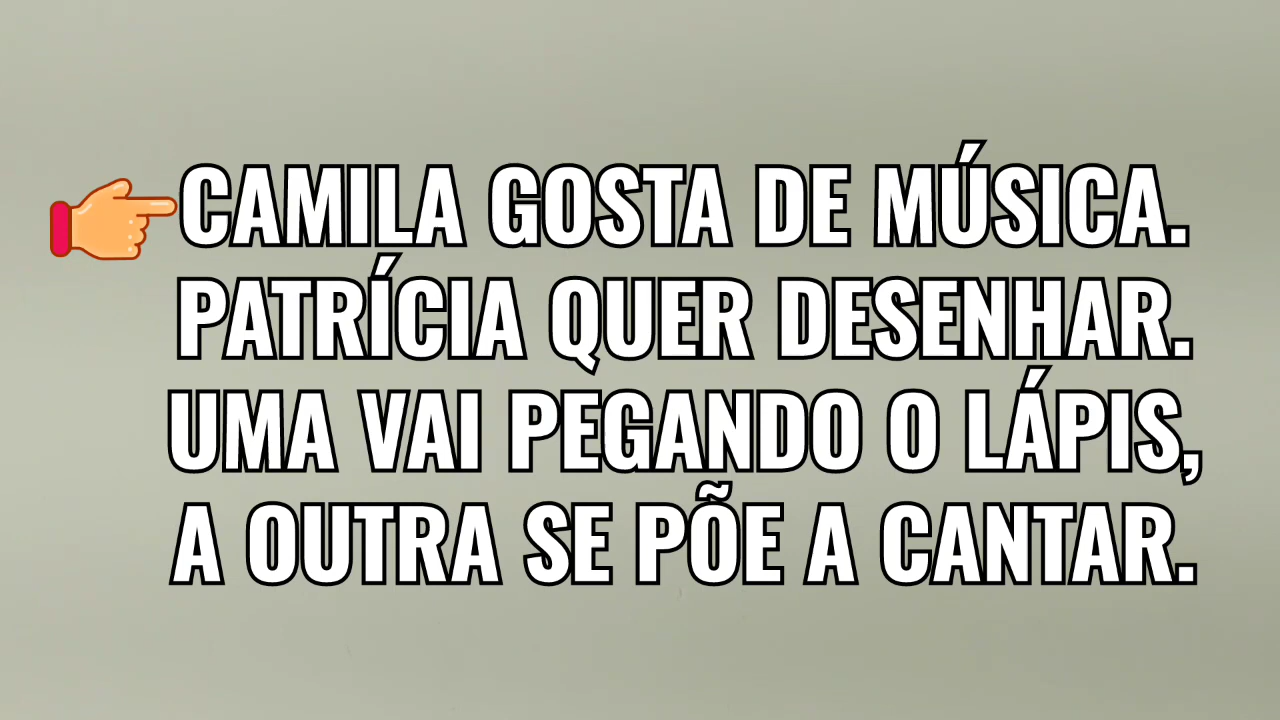 CAMILA GOSTA DE MÚSICA.
PATRÍCIA QUER DESENHAR.
UMA VAI PEGANDO O LÁPIS,
A OUTRA SE PÕE A CANTAR.